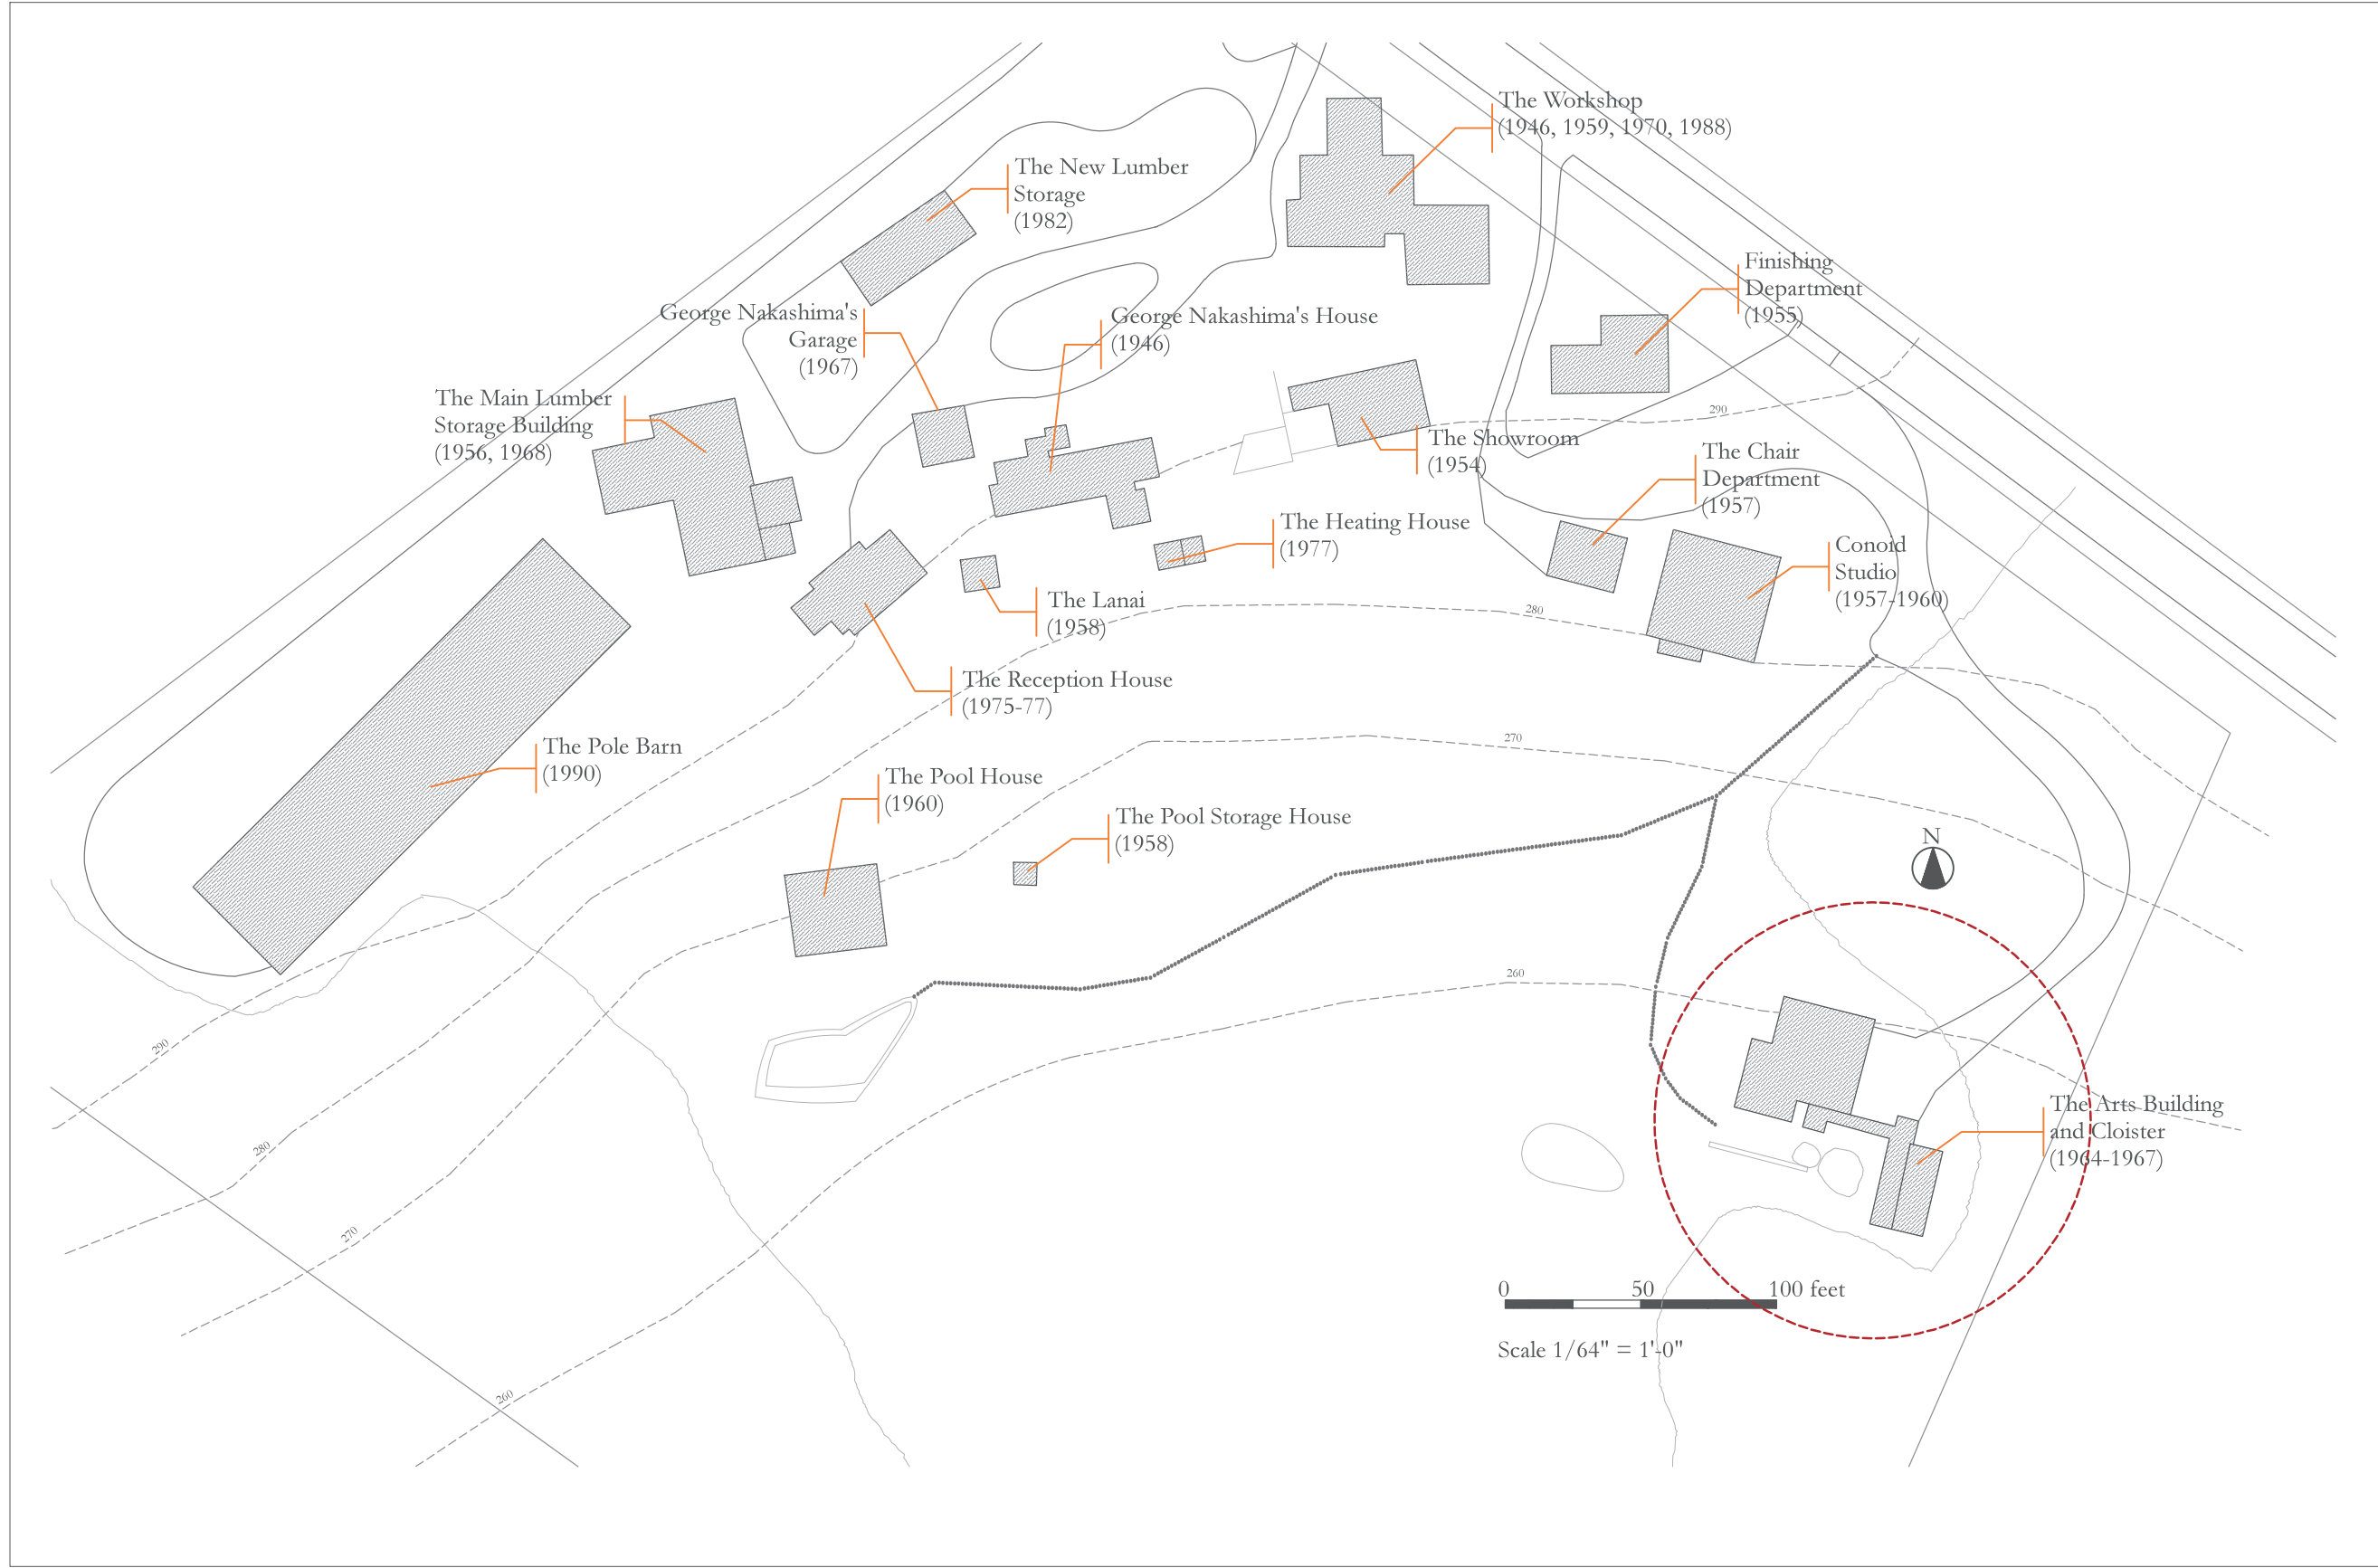 The Workshop
(1946, 1959, 1970, 1988)
The New Lumber
Storage
(1982)
Finishing
Department
(1955)
George Nakashima's
Garage
(1967)
George Nakashima's House
(1946)
The Main Lumber
Storage Building
(1956, 1968)
290
The Showroom
(1954)
The Chair
Department
(1957)
The Heating House
(1977)
Conoid
Studio
(1957-1960)
The Lanai
(1958)
280
The Reception House
(1975-77)
270
The Pole Barn
(1990)
The Pool House
(1960)
The Pool Storage House
(1958)
N
260
290
The Arts Building
and Cloister
(1964-1967)
280
270
0 50 100 feet
Scale 1/64" = 1'-0"
260